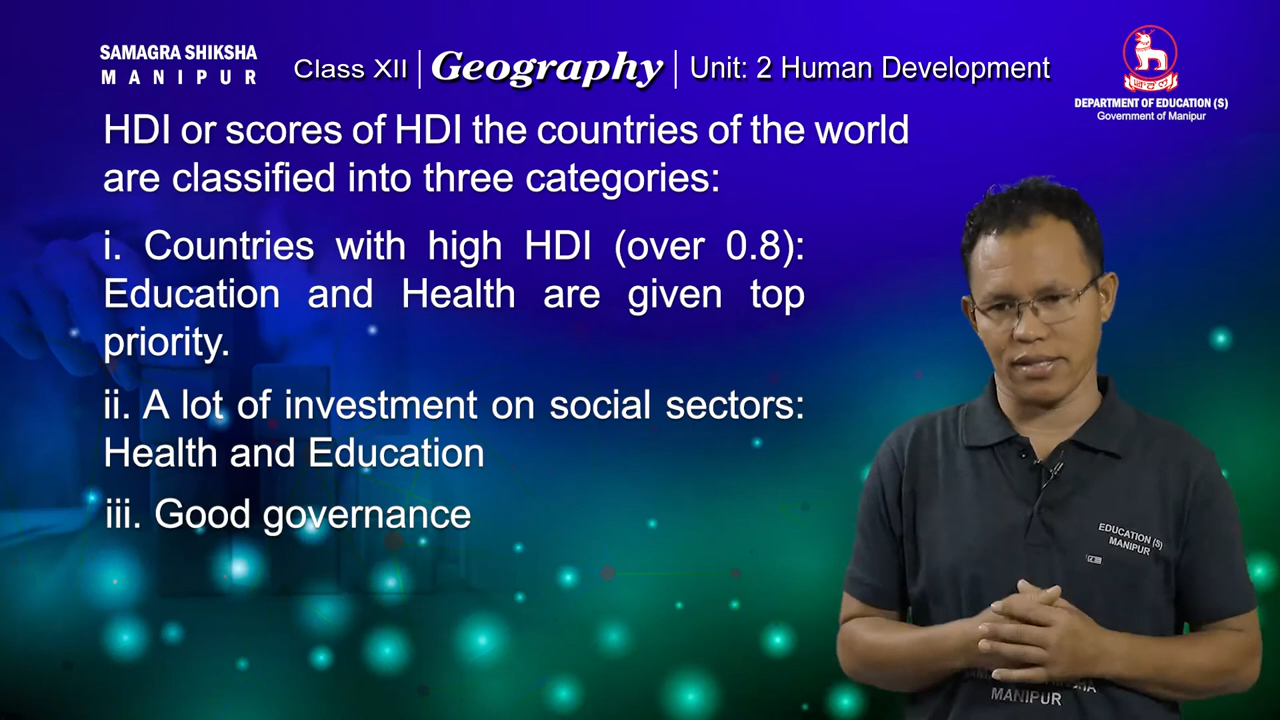 SAMAGRA SHIKSHA
MANIPUR
Class XII | Geography | Unit: 2 Human Development
DEPARTMENT OF EDUCATION (S)
Government of Manipur
HDI or scores of HDI the countries of the world
are classified into three categories:
i. Countries with high HDI (over 0.8):
Education and Health are given top
priority.
ii. A lot of investment on social sectors:
Health and Education
iii. Good governance
EDUCATION (S)
MANIPUR
MANIPUR